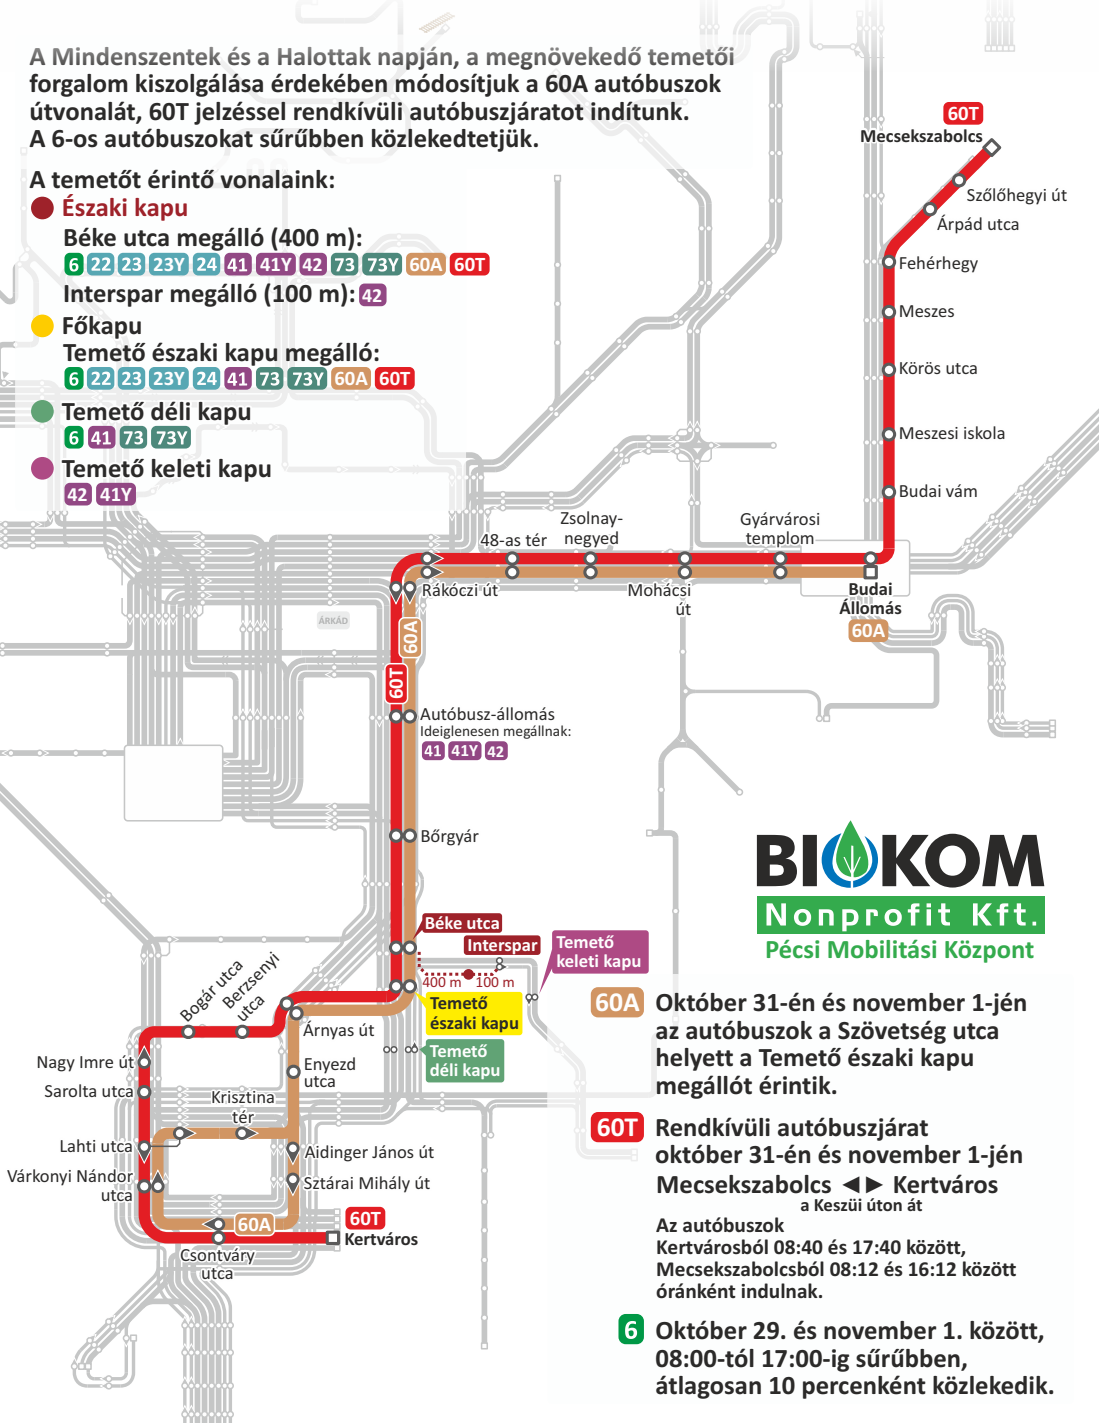 A Mindenszentek és a Halottak napján, a megnövekedő temetői
forgalom kiszolgálása érdekében módosítjuk a 60A autóbuszok
útvonalát, 60T jelzéssel rendkívüli autóbuszjáratot indítunk.
A 6-os autóbuszokat sűrűbben közlekedtetjük.
A temetőt érintő vonalaink:
Északi kapu
Béke utca megálló (400 m):
6 22 23 23Y 24 41 41Y 42 73 73Y 60A 60T
Interspar megálló (100 m): 42
Főkapu
Temető északi kapu megálló:
6 22 23 23Y 24 41 73 73Y 60A 60T
Temető déli kapu
6 41 73 73Y
Temető keleti kapu
42 41Y
60T
Mecsekszabolcs
Szőlőhegyi út
Árpád utca
Fehérhegy
Meszes
Körös utca
Meszesi iskola
Budai vám
Gyárvárosi
templom
Zsolnay-
negyed
48-as tér
Rákóczi út
Mohácsi
út
Budai
Állomás
60A
ÁRKÁD
60A
60T
Autóbusz-állomás
Ideiglenesen megállnak:
41 41Y 42
Bőrgyár
Béke utca
Interspar
400 m
100 m
Temető
keleti kapu
Temető
északi kapu
Temető
déli kapu
Bogár utca
Berzsenyi
utca
Árnyas út
Nagy Imre út
Sarolta utca
Enyezd
utca
Krisztina
tér
Lahti utca
Aidinger János út
Várkonyi Nándor
utca
Sztárai Mihály út
60A
60T
Kertváros
Csontváry
utca
BIOKOM
Nonprofit Kft.
Pécsi Mobilitási Központ
60A Október 31-én és november 1-jén
az autóbuszok a Szövetség utca
helyett a Temető északi kapu
megállót érintik.
60T Rendkívüli autóbuszjárat
október 31-én és november 1-jén
Mecsekszabolcs ◄► Kertváros
a Keszüi úton át
Az autóbuszok
Kertvárosból 08:40 és 17:40 között,
Mecsekszabolcsból 08:12 és 16:12 között
óránként indulnak.
6 Október 29. és november 1. között,
08:00-tól 17:00-ig sűrűbben,
átlagosan 10 percenként közlekedik.